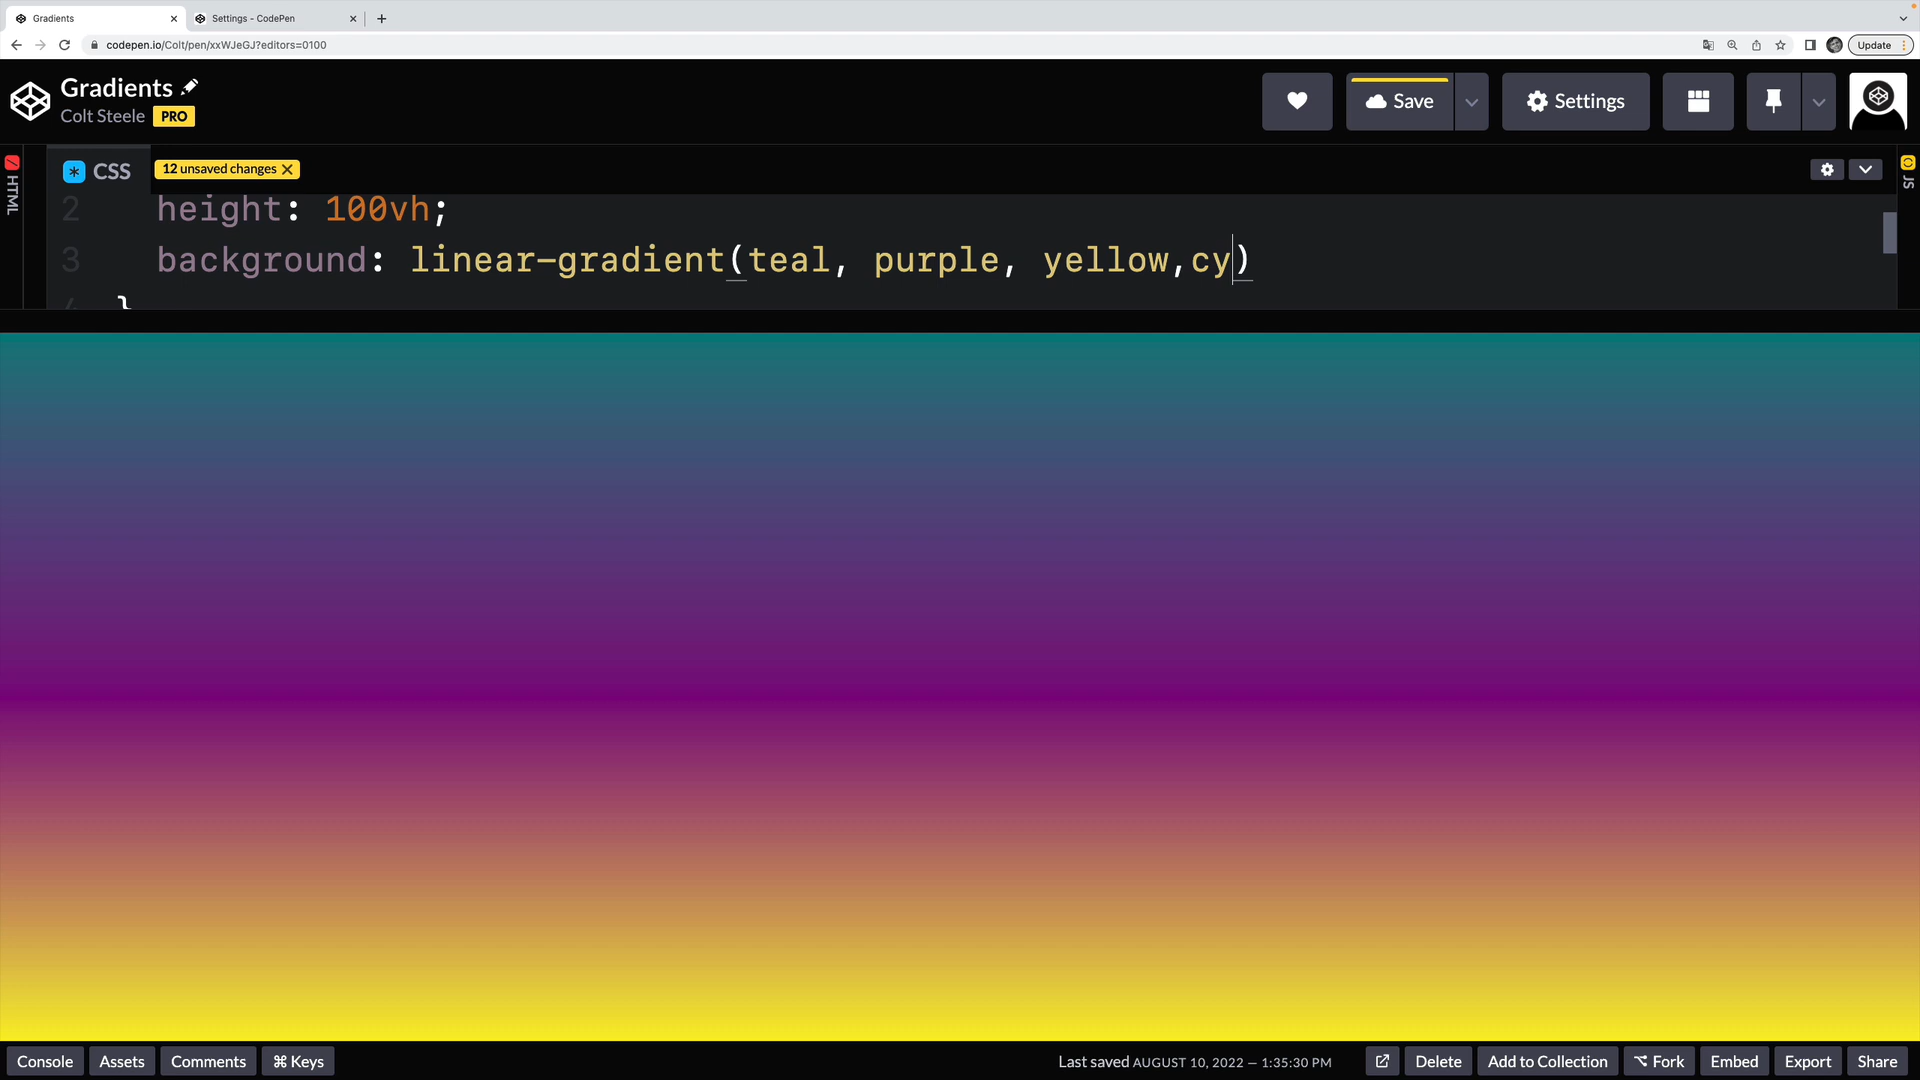 Gradients
Settings - CodePen
codepen.io/Colt/pen/xxWJeGJ?editors=0100
Update
Gradients
Colt Steele PRO
Save
Settings
HTML
CSS
12 unsaved changes
JS
2 height: 100vh;
3 background: linear-gradient(teal, purple, yellow,cy)
4 }
Console
Assets
Comments
⌘ Keys
Last saved AUGUST 10, 2022 — 1:35:30 PM
Delete
Add to Collection
⌥ Fork
Embed
Export
Share